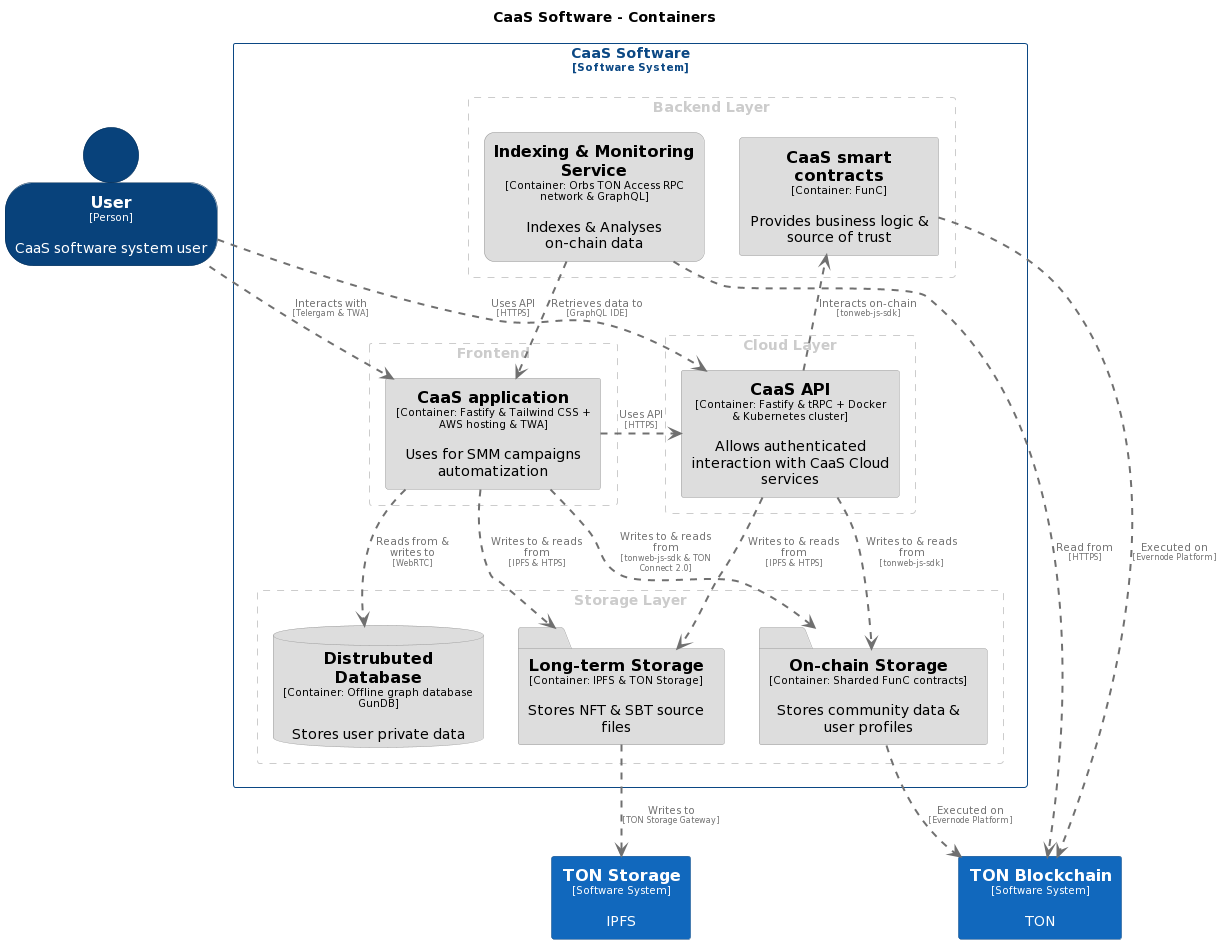 CaaS Software - Containers
CaaS Software
[Software System]
Backend Layer
Indexing & Monitoring
Service
[Container: Orbs TON Access RPC
network & GraphQL]
Indexes & Analyses
on-chain data
CaaS smart
contracts
[Container: FunC]
Provides business logic &
source of trust
User
[Person]
CaaS software system user
Interacts with
[Telergam & TWA]
Uses API
[HTTPS]
Retrieves data to
[GraphQL IDE]
Interacts on-chain
[tonweb-js-sdk]
Frontend
CaaS application
[Container: Fastify & Tailwind CSS +
AWS hosting & TWA]
Uses for SMM campaigns
automatization
Uses API
[HTTPS]
Cloud Layer
CaaS API
[Container: Fastify & tRPC + Docker
& Kubernetes cluster]
Allows authenticated
interaction with CaaS Cloud
services
Reads from &
writes to
[WebRTC]
Writes to & reads
from
[IPFS & HTPS]
Writes to & reads
from
[tonweb-js-sdk & TON
Connect 2.0]
Writes to & reads
from
[IPFS & HTPS]
Writes to & reads
from
[tonweb-js-sdk]
Read from
[HTTPS]
Executed on
[Evernode Platform]
Storage Layer
Distrubuted
Database
[Container: Offline graph database
GunDB]
Stores user private data
Long-term Storage
[Container: IPFS & TON Storage]
Stores NFT & SBT source
files
On-chain Storage
[Container: Sharded FunC contracts]
Stores community data &
user profiles
Writes to
[TON Storage Gateway]
Executed on
[Evernode Platform]
TON Storage
[Software System]
IPFS
TON Blockchain
[Software System]
TON